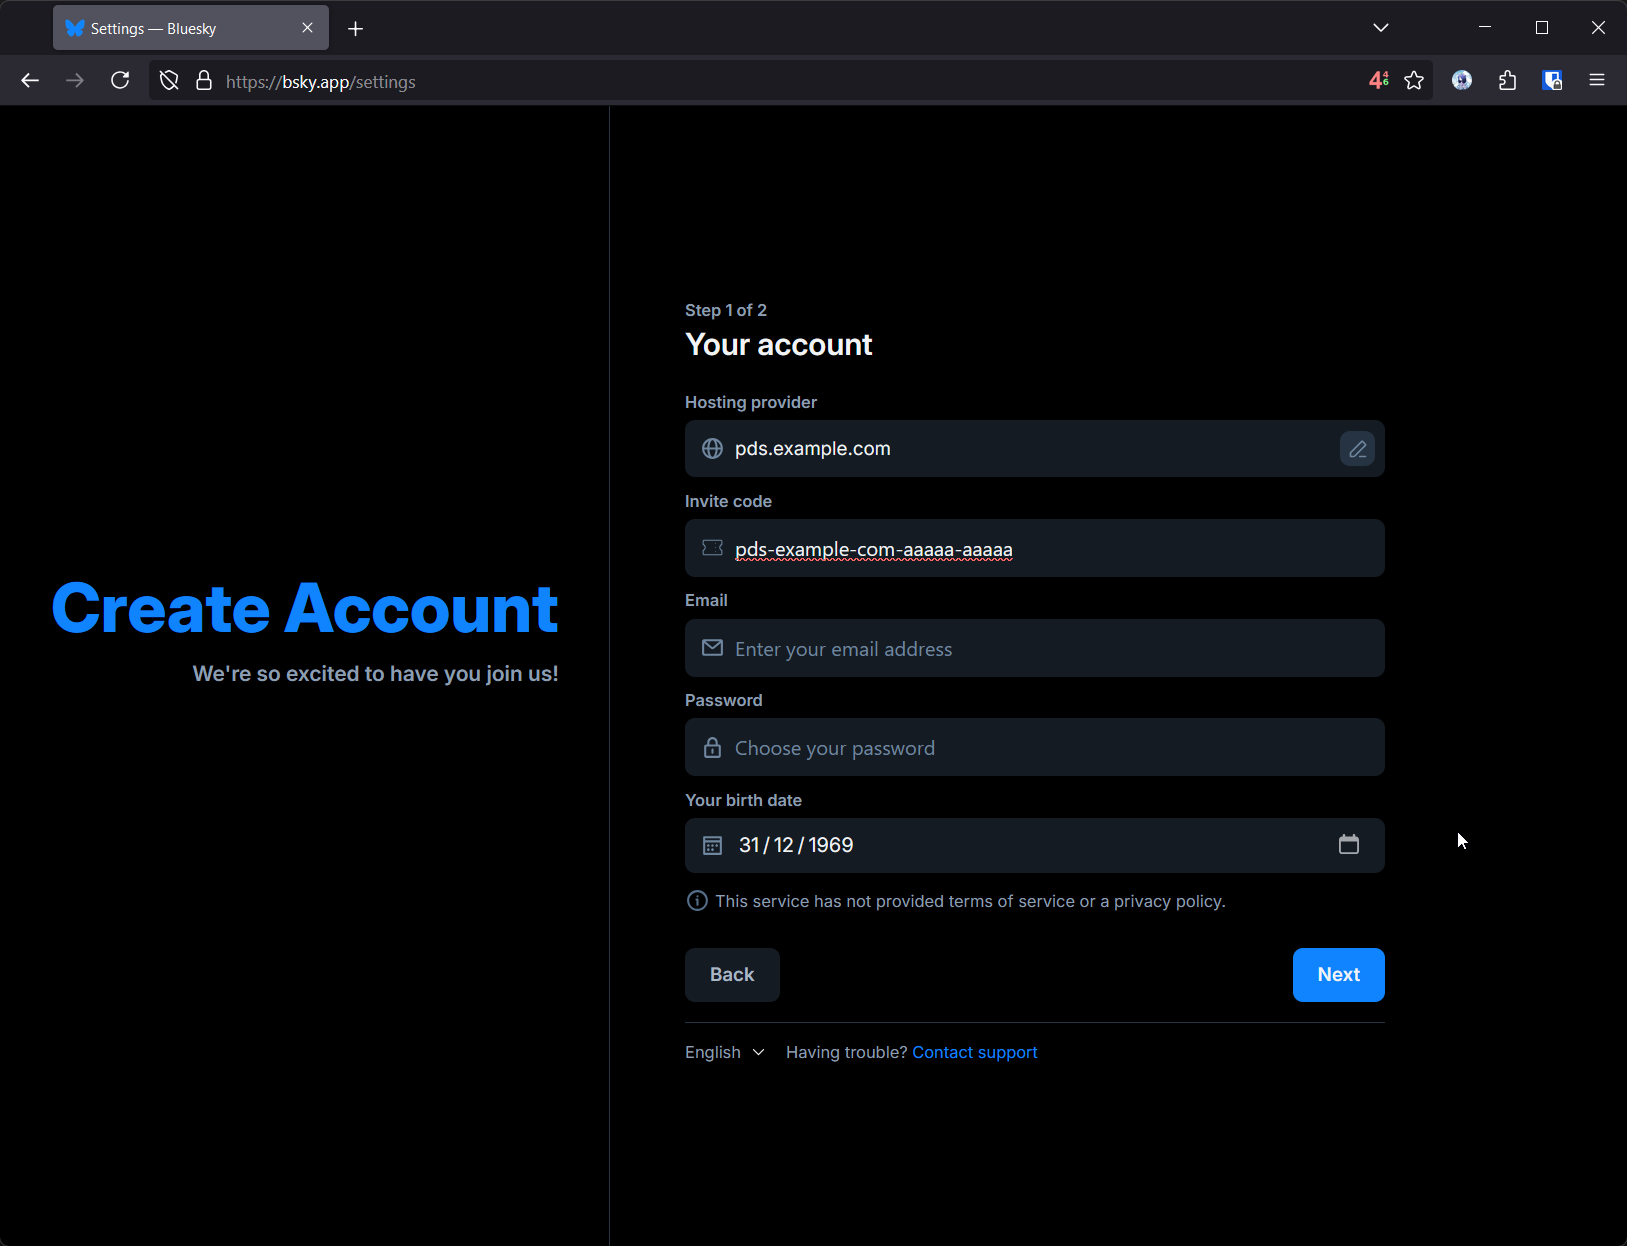 Settings — Bluesky
https://bsky.app/settings
4 4 6
Step 1 of 2
Your account
Hosting provider
pds.example.com
Invite code
pds-example-com-aaaaa-aaaaa
Email
Enter your email address
Create Account
We're so excited to have you join us!
Password
Choose your password
Your birth date
31 / 12 / 1969
This service has not provided terms of service or a privacy policy.
Back
Next
English
Having trouble? Contact support